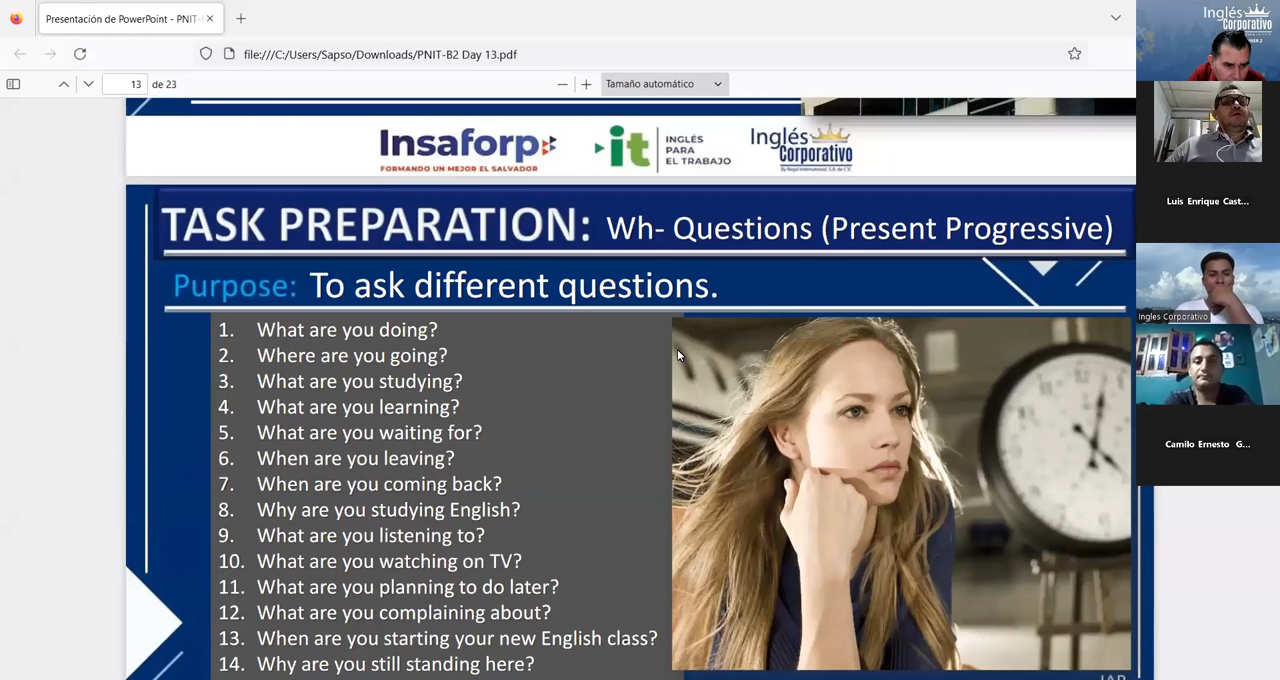 Presentación de PowerPoint - PNIT-
file:///C:/Users/Sapso/Downloads/PNIT-B2 Day 13.pdf
13 de 23
Tamaño automático
Insaforp
FORMANDO UN MEJOR EL SALVADOR
it
INGLÉS
PARA
EL TRABAJO
Inglés
Corporativo
TASK PREPARATION: Wh- Questions (Present Progressive)
Purpose: To ask different questions.
1. What are you doing?
2. Where are you going?
3. What are you studying?
4. What are you learning?
5. What are you waiting for?
6. When are you leaving?
7. When are you coming back?
8. Why are you studying English?
9. What are you listening to?
10. What are you watching on TV?
11. What are you planning to do later?
12. What are you complaining about?
13. When are you starting your new English class?
14. Why are you still standing here?
Inglés
Corporativo
Luis Enrique Cast...
Ingles Corporativo
Camilo Ernesto G...